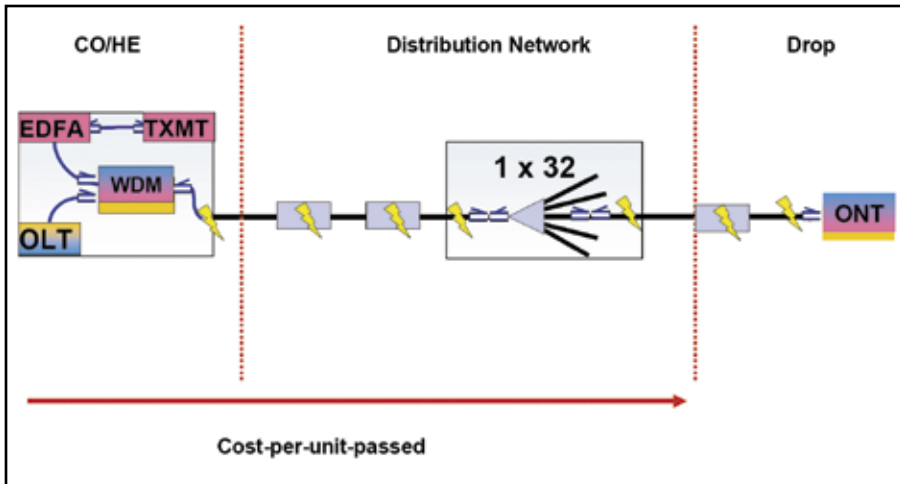 CO/HE
Distribution Network
Drop
EDFA
TXMT
WDM
OLT
1 x 32
ONT
Cost-per-unit-passed